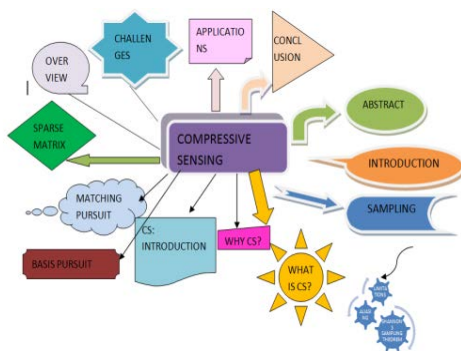 CHALLEN
GES
APPLICATIO
NS
CONCL
USION
OVER
VIEW
ABSTRACT
SPARSE
MATRIX
COMPRESSIVE
SENSING
INTRODUCTION
MATCHING
PURSUIT
SAMPLING
CS:
INTRODUCTION
WHY CS?
WHAT
IS CS?
BASIS PURSUIT
SAMPLING